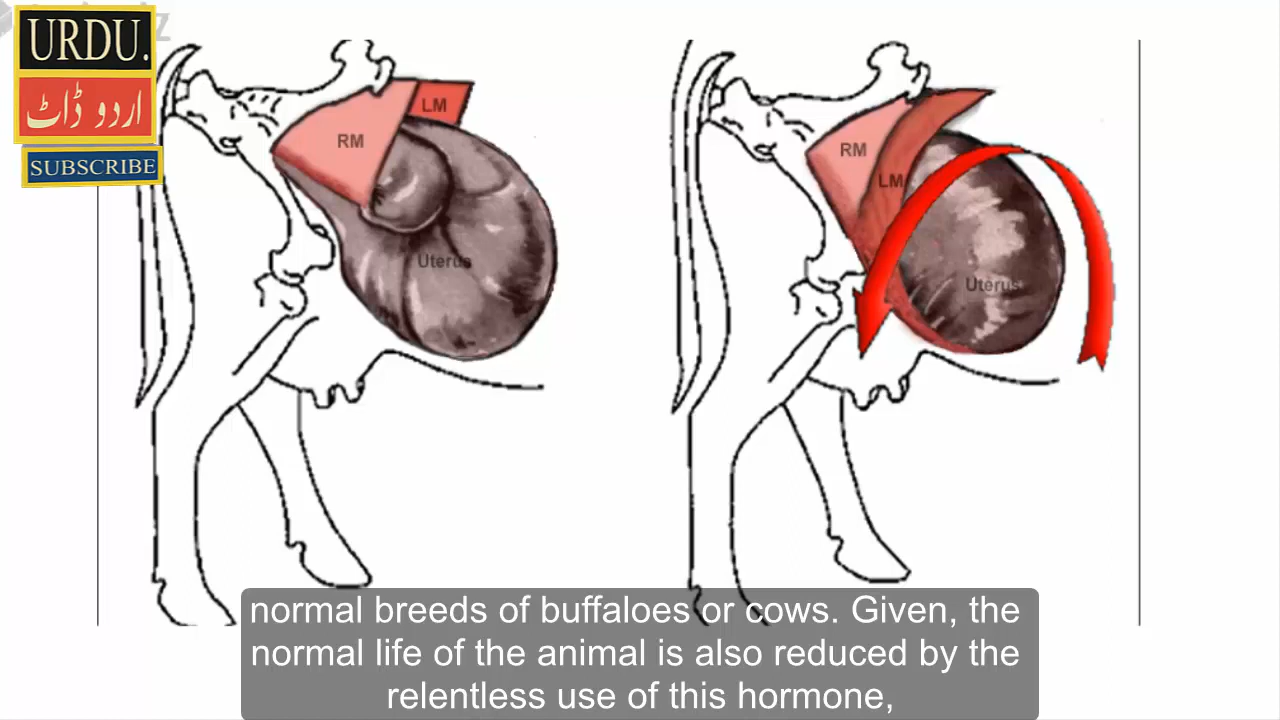 URDU.
اردو ڈاٹ
SUBSCRIBE
RM
LM
Uterus
RM
LM
Uterus
normal breeds of buffaloes or cows. Given, the
normal life of the animal is also reduced by the
relentless use of this hormone,